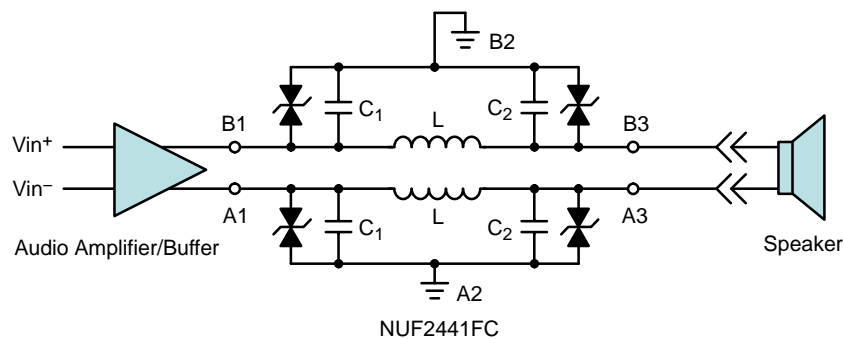 B2
C1
C2
L
B1
B3
Vin+
Vin−
L
A1
A3
C1
C2
Audio Amplifier/Buffer
Speaker
A2
NUF2441FC